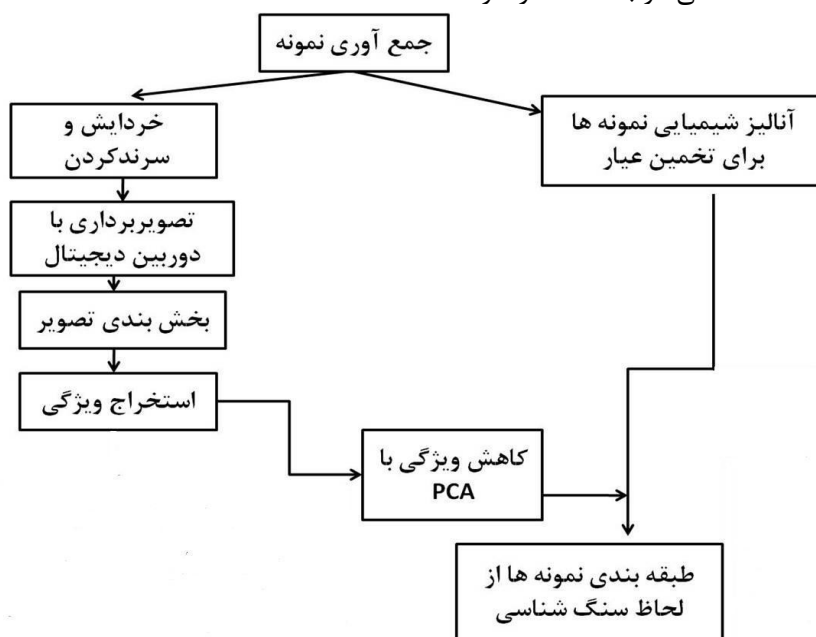 جمع آوری نمونه
خردایش و
سرندکردن
آنالیز شیمیایی نمونه ها
برای تخمین عیار
تصویربرداری با
دوربین دیجیتال
بخش بندی تصویر
استخراج ویژگی
کاهش ویژگی با
PCA
طبقه بندی نمونه ها از
لحاظ سنگ شناسی